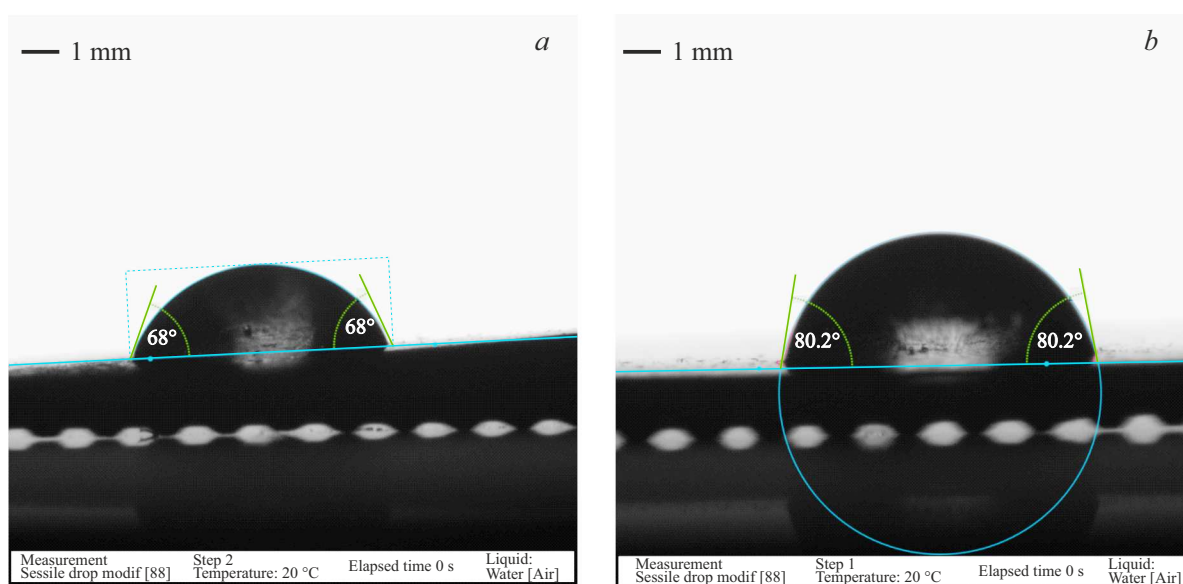 1 mm
a
68°
68°
Measurement
Sessile drop modif [88]
Step 2
Temperature: 20 °C
Elapsed time 0 s
Liquid:
Water [Air]
1 mm
b
80.2°
80.2°
Measurement
Sessile drop modif [88]
Step 1
Temperature: 20 °C
Elapsed time 0 s
Liquid:
Water [Air]